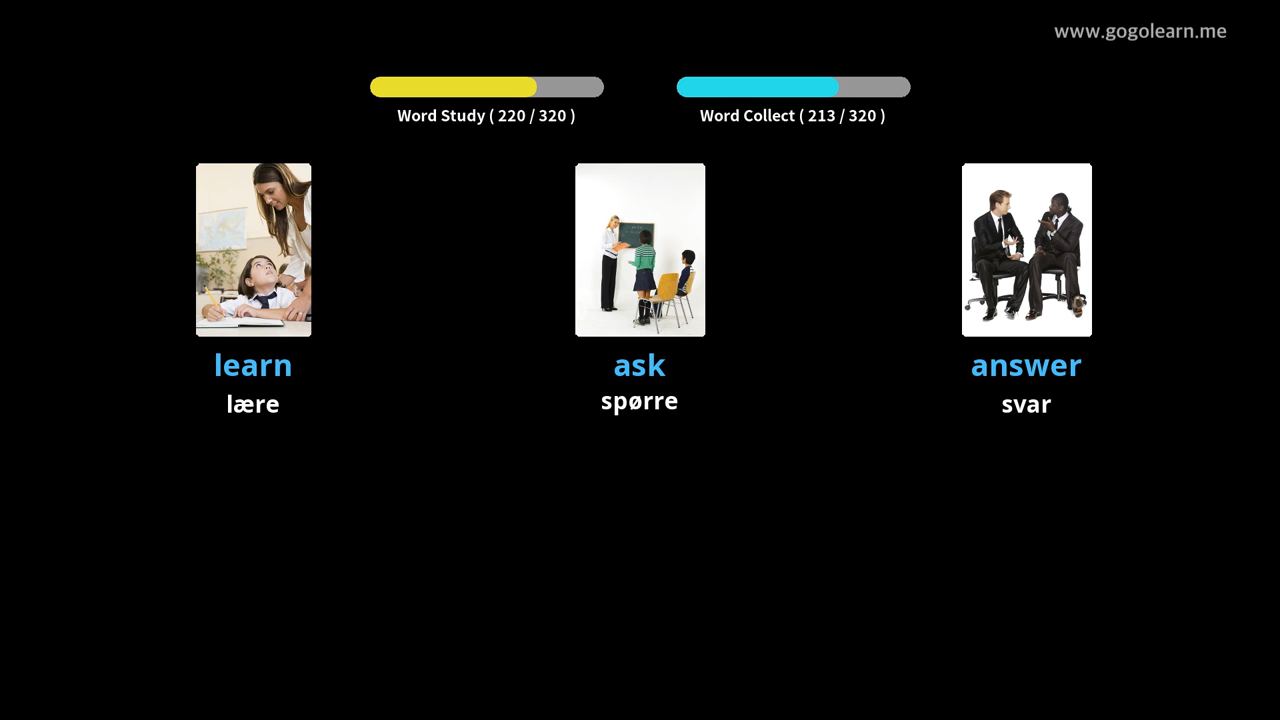 www.gogolearn.me
Word Study ( 220 / 320 )
Word Collect ( 213 / 320 )
learn
lære
ask
spørre
answer
svar